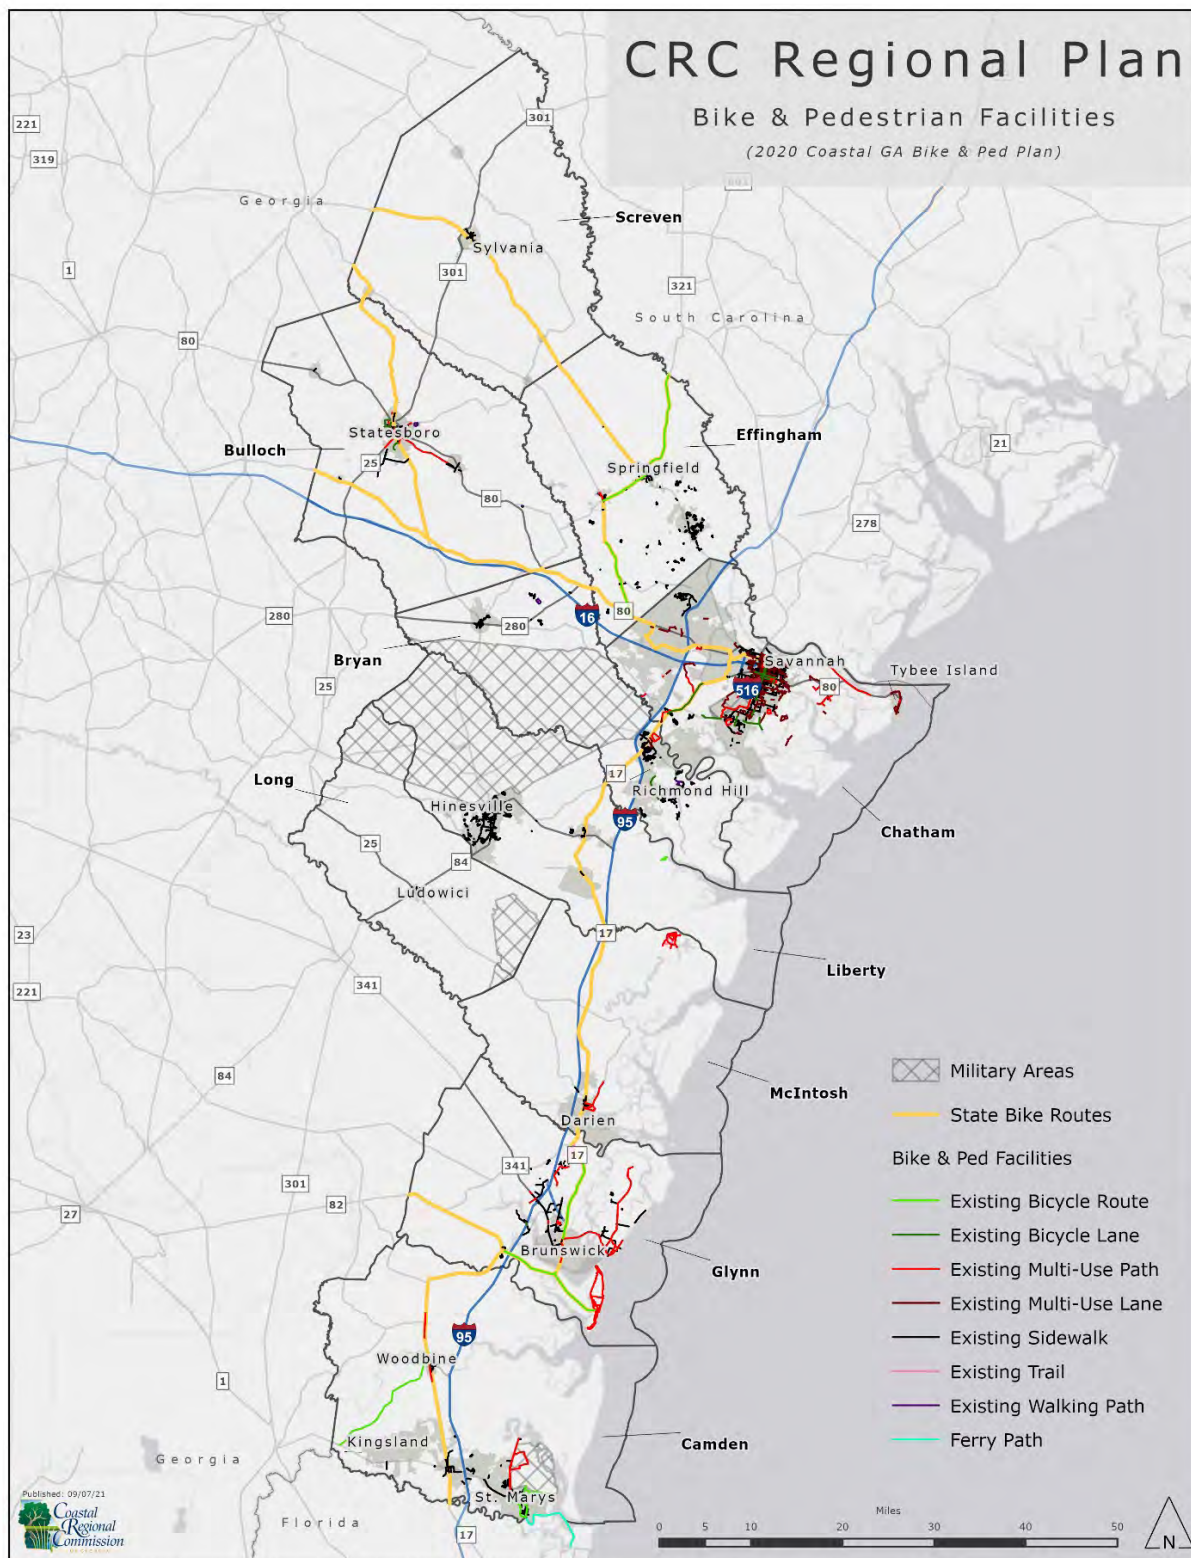 CRC Regional Plan
Bike & Pedestrian Facilities
(2020 Coastal GA Bike & Ped Plan)
301
221
319
601
Georgia
Screven
Sylvania
1
301
321
South Carolina
80
Effingham
Statesboro
21
Bulloch
25
Springfield
80
278
280
16
80
280
Bryan
Savannah
Tybee Island
25
516
80
Long
17
Richmond Hill
Hinesville
95
Chatham
25
84
Ludowici
23
17
Liberty
221
341
Military Areas
84
McIntosh
State Bike Routes
Darien
17
Bike & Ped Facilities
341
301
82
Existing Bicycle Route
27
Existing Bicycle Lane
Brunswick
Glynn
Existing Multi-Use Path
Existing Multi-Use Lane
95
Existing Sidewalk
Woodbine
1
Existing Trail
Existing Walking Path
Kingsland
Camden
Ferry Path
Georgia
Published: 09/07/21
St. Marys
Coastal
Regional
Commission
Florida
17
Miles
0 5 10 20 30 40 50
N